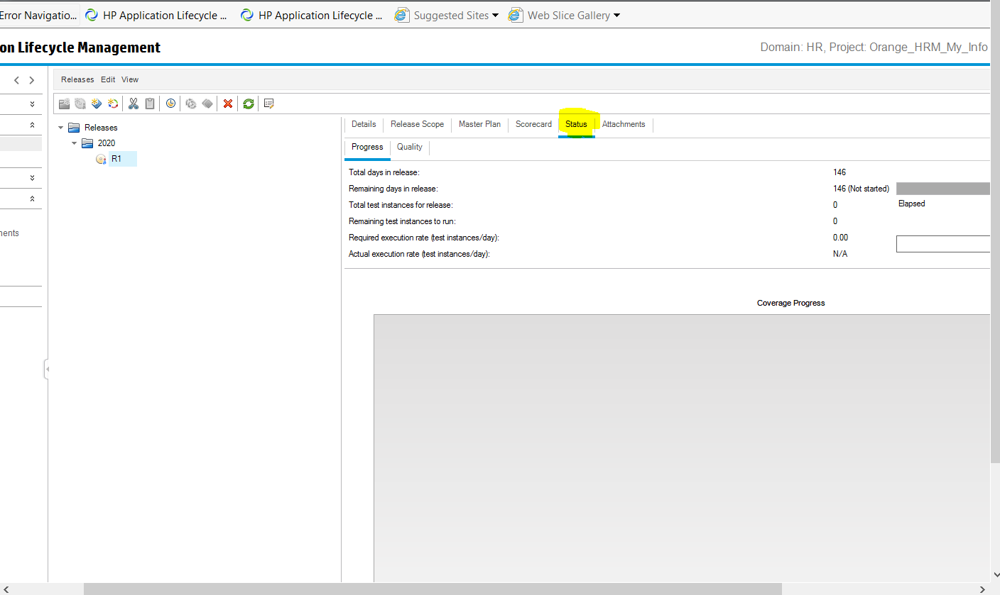 Error Navigatio... HP Application Lifecycle ... HP Application Lifecycle ... Suggested Sites Web Slice Gallery
on Lifecycle Management
Domain: HR, Project: Orange_HRM_My_Info
Releases Edit View
Releases
2020
R1
ments
Details Release Scope Master Plan Scorecard Status Attachments
Progress Quality
Total days in release: 146
Remaining days in release: 146 (Not started)
Total test instances for release: 0 Elapsed
Remaining test instances to run: 0
Required execution rate (test instances/day): 0.00
Actual execution rate (test instances/day): N/A
Coverage Progress